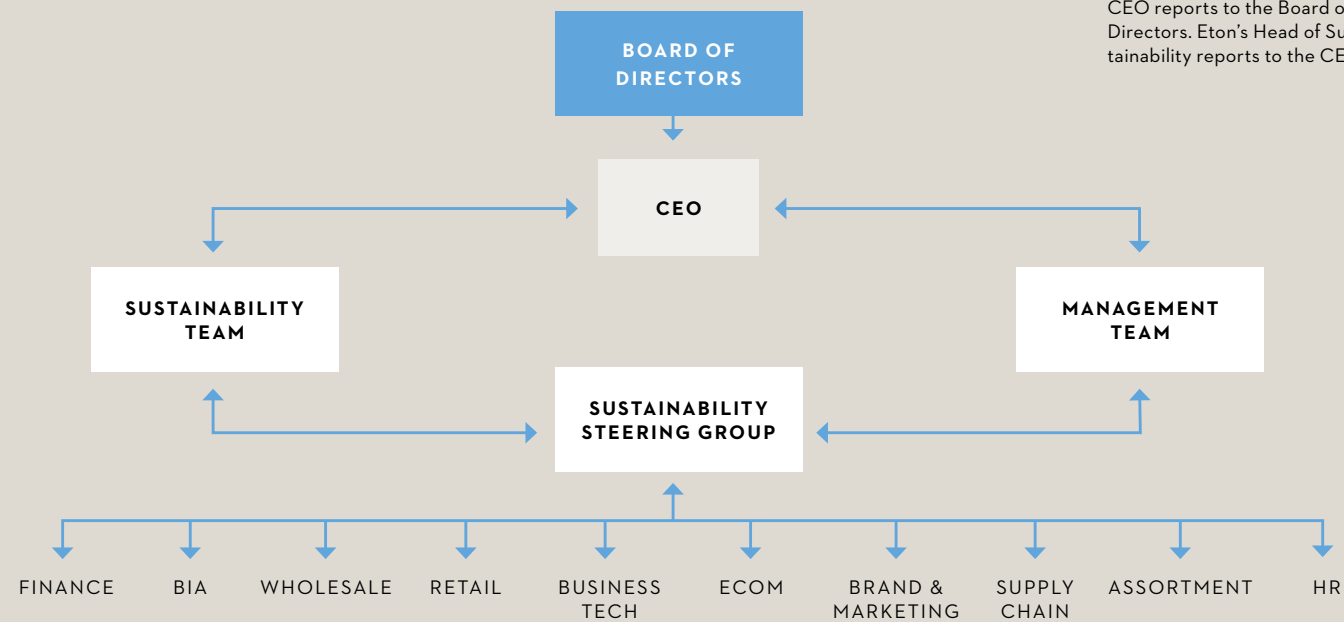 CEO reports to the Board o
Directors. Eton’s Head of Su
tainability reports to the CE
BOARD OF
DIRECTORS
CEO
SUSTAINABILITY
TEAM
MANAGEMENT
TEAM
SUSTAINABILITY
STEERING GROUP
FINANCE
BIA
WHOLESALE
RETAIL
BUSINESS
TECH
ECOM
BRAND &
MARKETING
SUPPLY
CHAIN
ASSORTMENT
HR